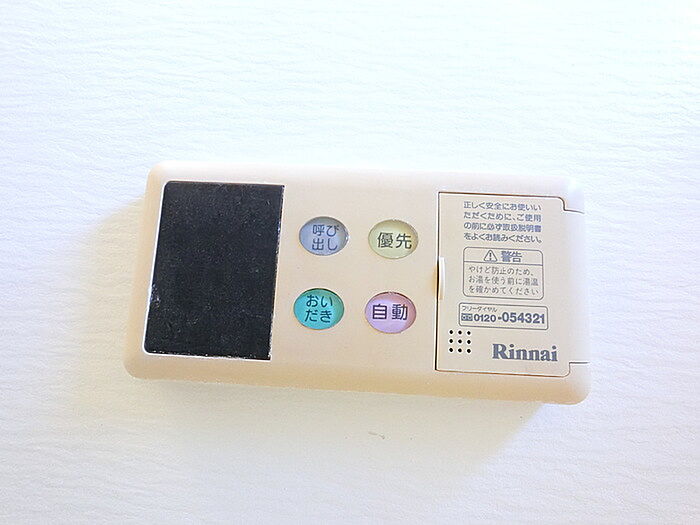 呼び
出し
優先
おい
だき
自動
正しく安全にお使いい
ただくために、ご使用
の前に必ず取扱説明書
をよくお読みください。
⚠ 警告
やけど防止のため、
お湯を使う前に湯温
を確かめてください
フリーダイヤル
0120-054321
Rinnai